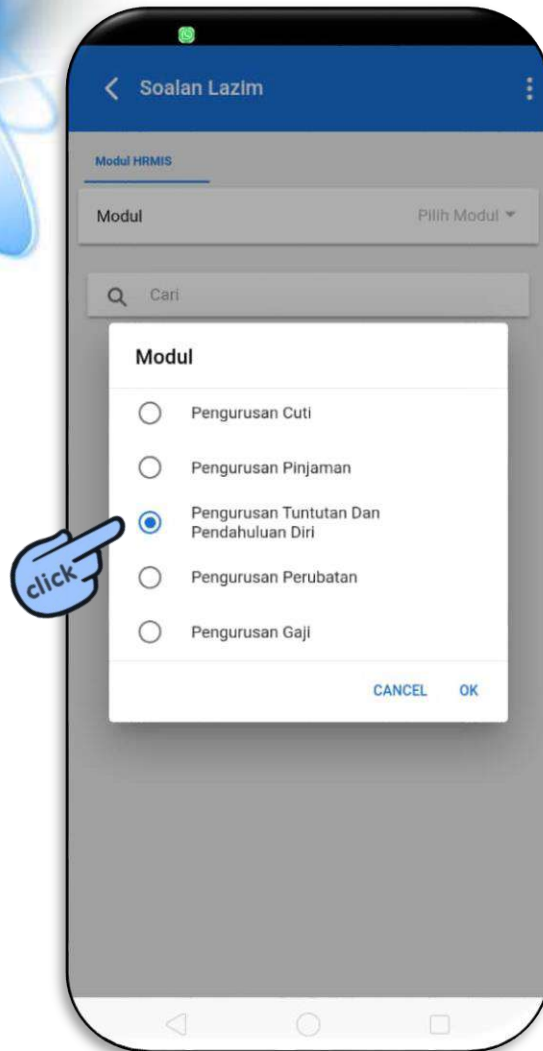 Soalan Lazim
Modul HRMIS
Modul
Pilih Modul
Cari
Modul
Pengurusan Cuti
Pengurusan Pinjaman
Pengurusan Tuntutan Dan
Pendahuluan Diri
click
Pengurusan Perubatan
Pengurusan Gaji
CANCEL OK